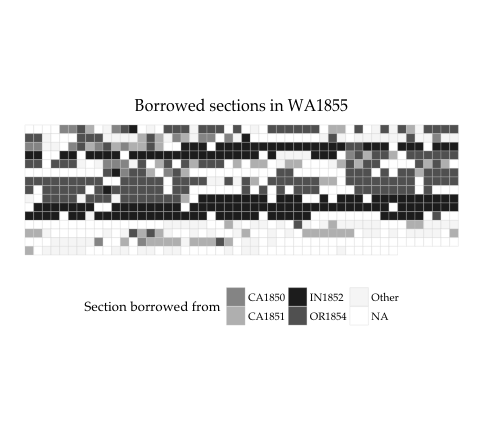 Borrowed sections in WA1855
Section borrowed from
CA1850 IN1852 Other
CA1851 OR1854 NA